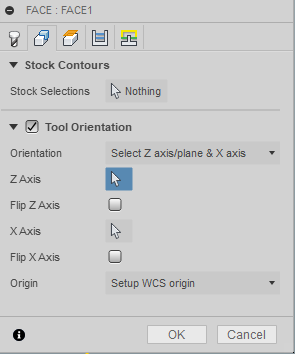 FACE : FACE1
Stock Contours
Stock Selections Nothing
Tool Orientation
Orientation Select Z axis/plane & X axis
Z Axis
Flip Z Axis
X Axis
Flip X Axis
Origin Setup WCS origin
OK Cancel